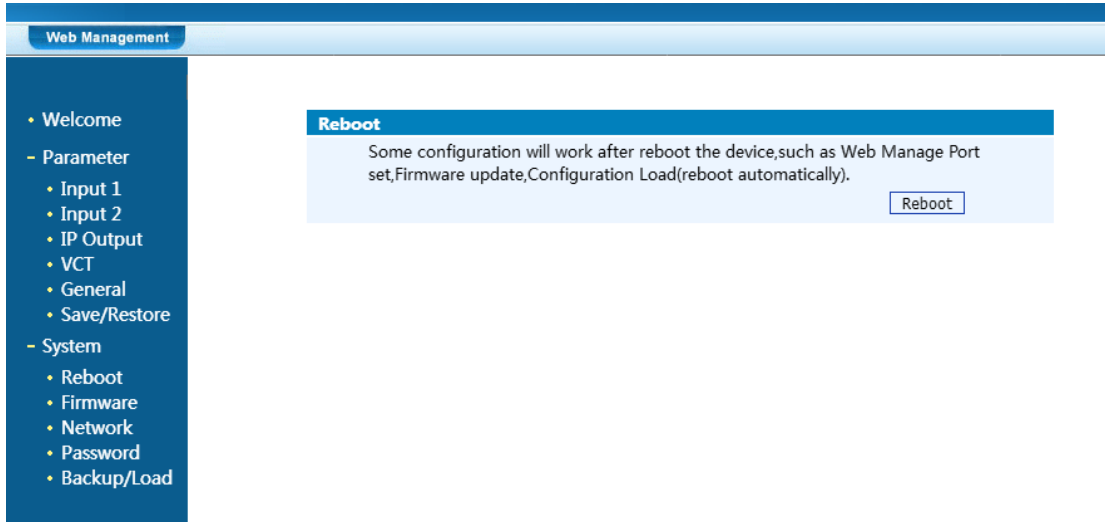 Web Management
• Welcome
– Parameter
• Input 1
• Input 2
• IP Output
• VCT
• General
• Save/Restore
– System
• Reboot
• Firmware
• Network
• Password
• Backup/Load
Reboot
Some configuration will work after reboot the device,such as Web Manage Port
set,Firmware update,Configuration Load(reboot automatically).
Reboot